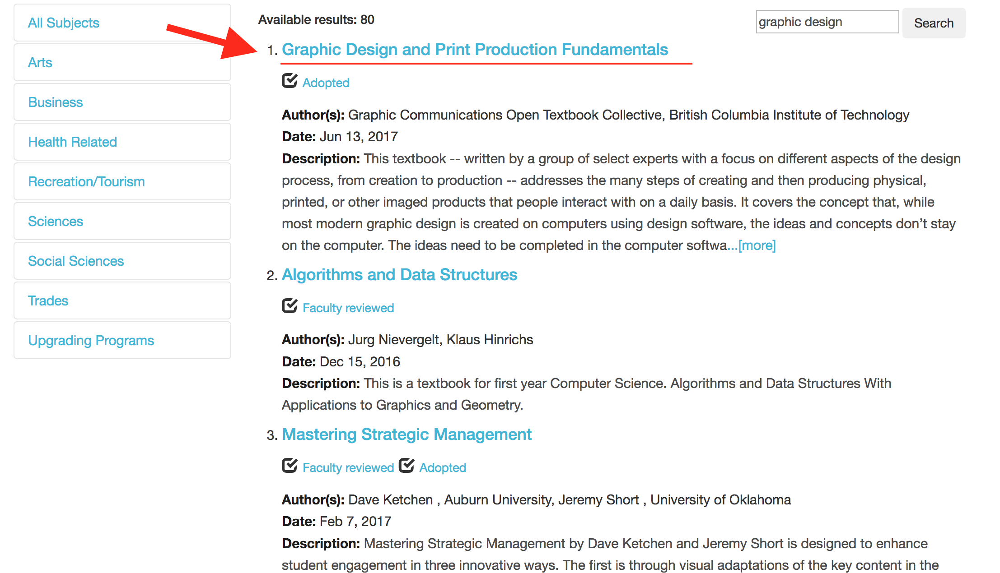 All Subjects
Arts
Business
Health Related
Recreation/Tourism
Sciences
Social Sciences
Trades
Upgrading Programs
Available results: 80
graphic design
Search
1. Graphic Design and Print Production Fundamentals
Adopted
Author(s): Graphic Communications Open Textbook Collective, British Columbia Institute of Technology
Date: Jun 13, 2017
Description: This textbook -- written by a group of select experts with a focus on different aspects of the design
process, from creation to production -- addresses the many steps of creating and then producing physical,
printed, or other imaged products that people interact with on a daily basis. It covers the concept that, while
most modern graphic design is created on computers using design software, the ideas and concepts don’t stay
on the computer. The ideas need to be completed in the computer softwa...[more]
2. Algorithms and Data Structures
Faculty reviewed
Author(s): Jurg Nievergelt, Klaus Hinrichs
Date: Dec 15, 2016
Description: This is a textbook for first year Computer Science. Algorithms and Data Structures With
Applications to Graphics and Geometry.
3. Mastering Strategic Management
Faculty reviewed Adopted
Author(s): Dave Ketchen , Auburn University, Jeremy Short , University of Oklahoma
Date: Feb 7, 2017
Description: Mastering Strategic Management by Dave Ketchen and Jeremy Short is designed to enhance
student engagement in three innovative ways. The first is through visual adaptations of the key content in the